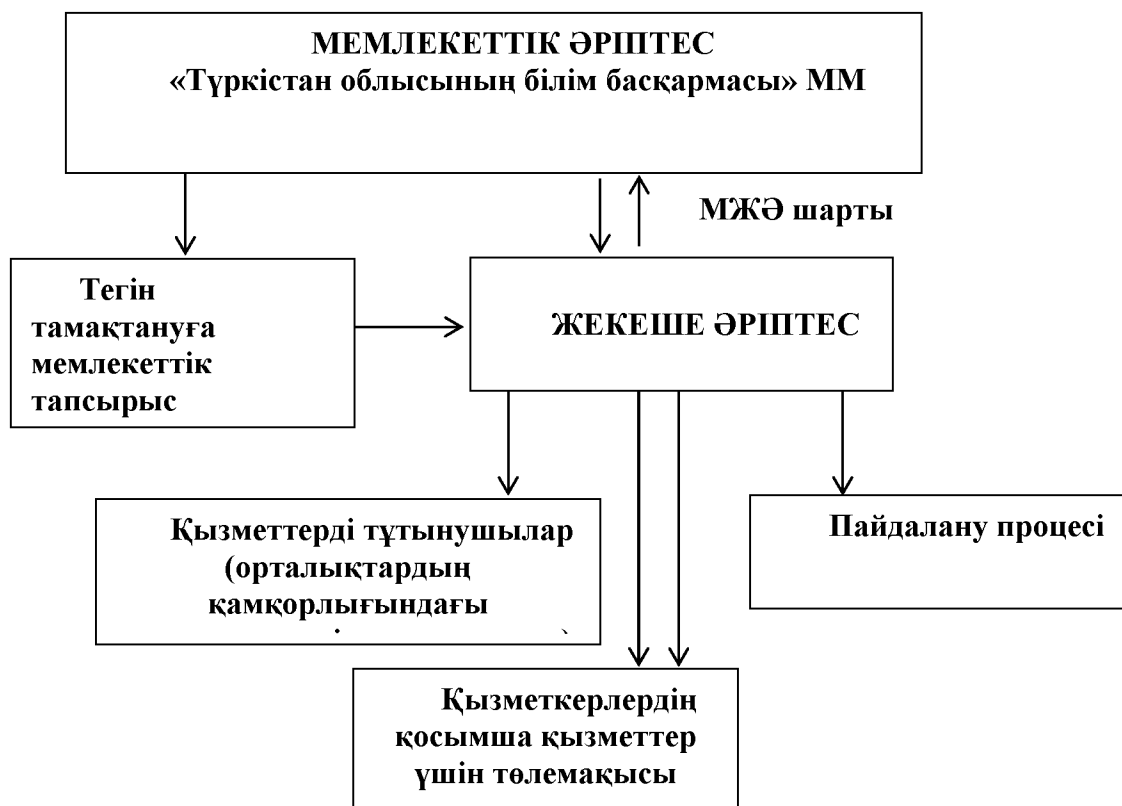 МЕМЛЕКЕТТІК ӘРІПТЕС
«Түркістан облысының білім басқармасы» ММ
МЖӘ шарты
Тегін
тамақтануға
мемлекеттік
тапсырыс
ЖЕКЕШЕ ӘРІПТЕС
Қызметтерді тұтынушылар
(орталықтардың
қамқорлығындағы
Пайдалану процесі
Қызметкерлердің
қосымша қызметтер
үшін төлемақысы